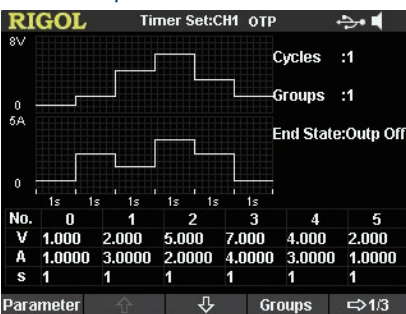 RIGOL Timer Set:CH1 OTP
8V
Cycles :1
0
Groups :1
5A
End State:Outp Off
0
1s 1s 1s 1s 1s
No. 0 1 2 3 4 5
V 1.000 2.000 5.000 7.000 4.000 2.000
A 1.0000 3.0000 2.0000 4.0000 3.0000 1.0000
s 1 1 1 1 1 1
Parameter Groups 1/3